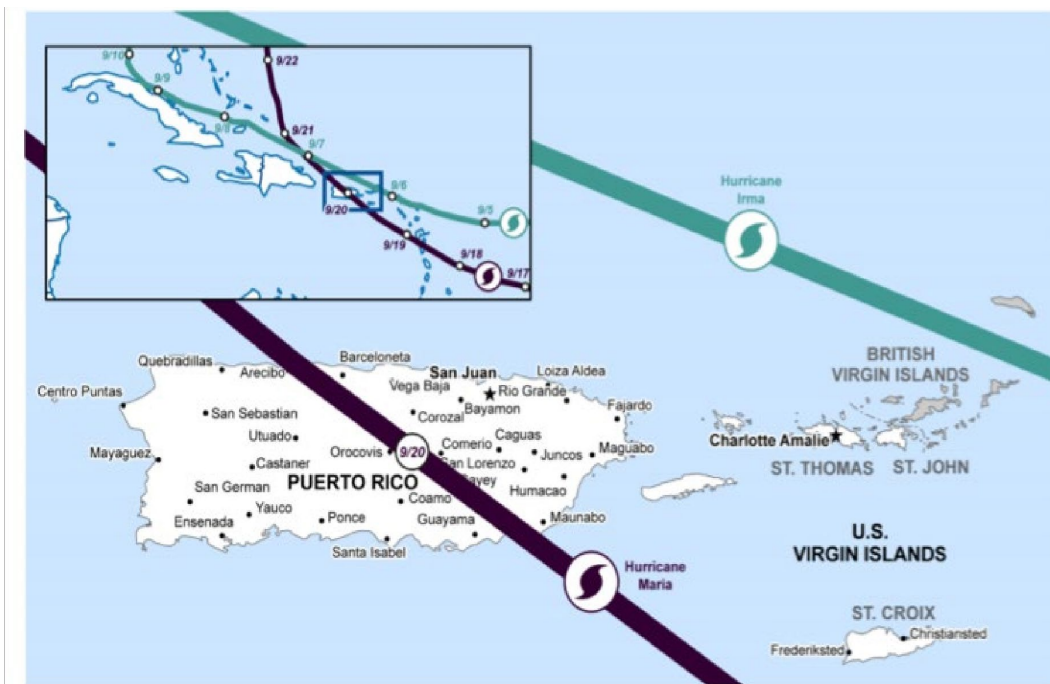 9/10
9/9
9/8
9/22
9/21
9/7
9/6
9/20
9/5
9/19
9/18
9/17
Hurricane
Irma
BRITISH
VIRGIN ISLANDS
Quebradillas
Arecibo
Barceloneta
Vega Baja
San Juan
Rio Grande
Loiza Aldea
Centro Puntas
San Sebastian
Corozal
Bayamon
Fajardo
Charlotte Amalie
Utuado
Mayaguez
Orocovis
9/20
Comerio
Caguas
Juncos
Maguabo
ST. THOMAS
ST. JOHN
Castaner
San Lorenzo
PUERTO RICO
Humacao
San German
Coamo
Yauco
Ponce
Guayama
Maunabo
Ensenada
Santa Isabel
U.S.
VIRGIN ISLANDS
Hurricane
Maria
ST. CROIX
Christiansted
Frederiksted